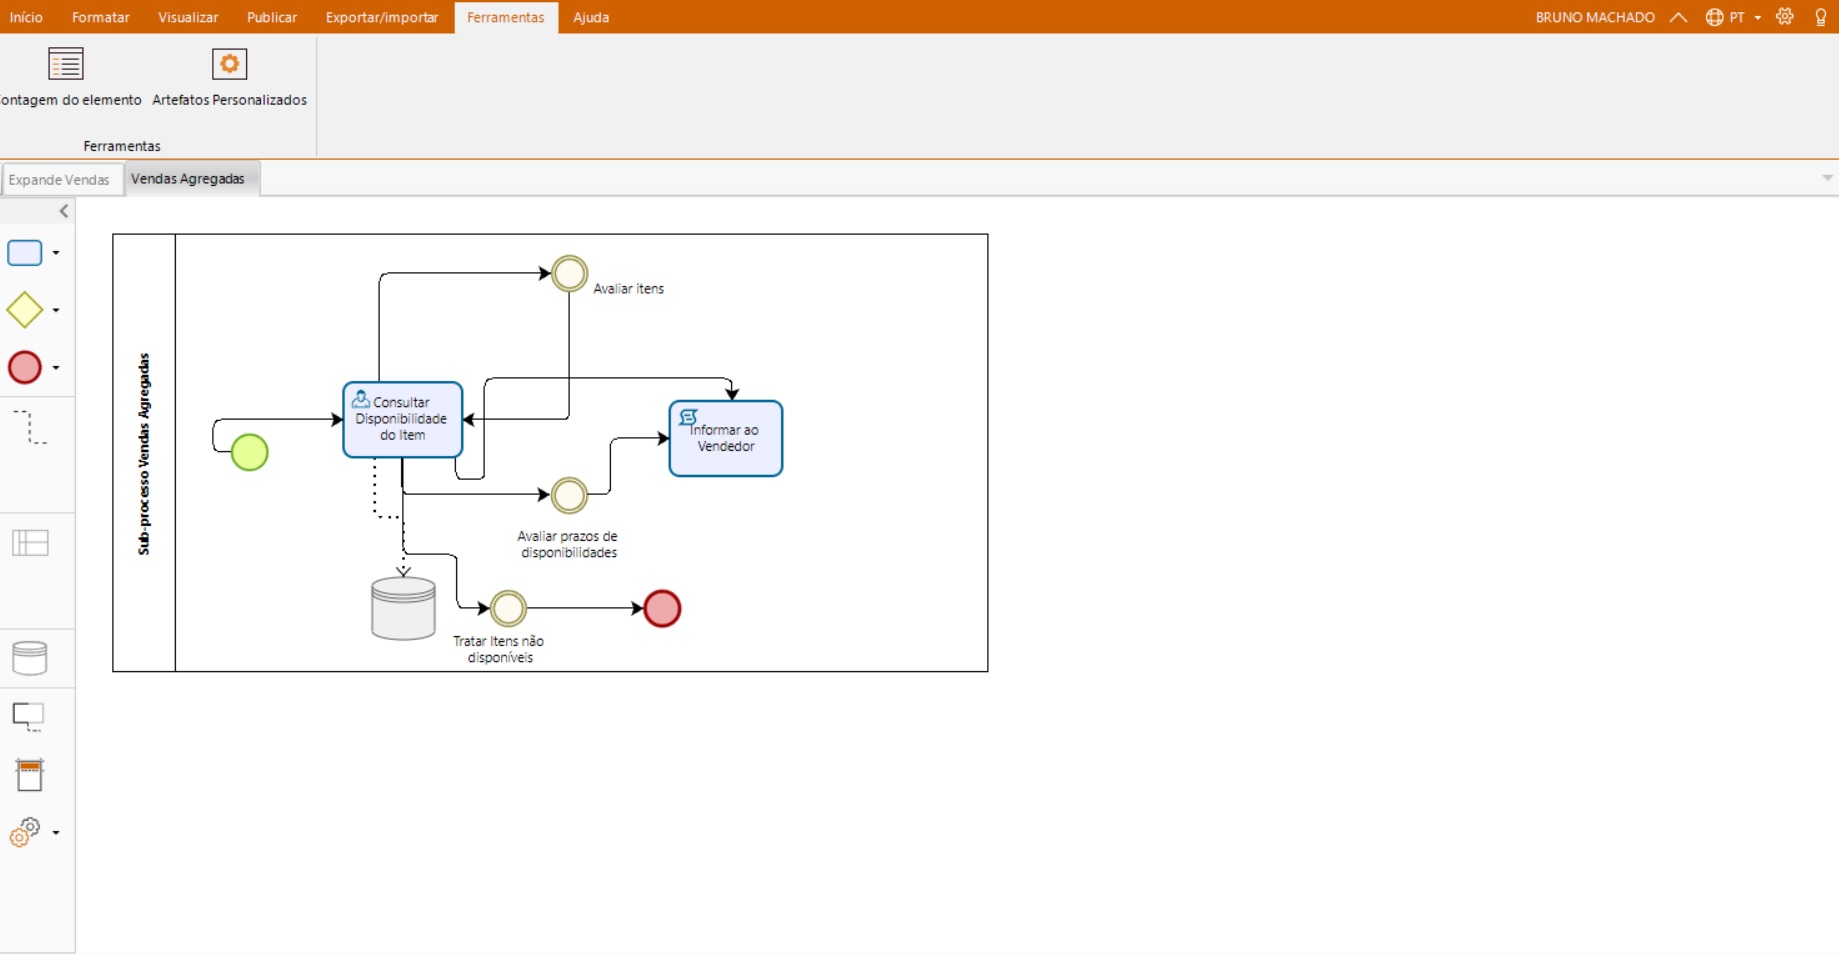 Início Formatar Visualizar Publicar Exportar/importar Ferramentas Ajuda BRUNO MACHADO PT
ontagem do elemento Artefatos Personalizados
Ferramentas
Expande Vendas Vendas Agregadas
Sub-processo Vendas Agregadas
Avaliar itens
Consultar
Disponibilidade
do Item
Informar ao
Vendedor
Avaliar prazos de
disponibilidades
Tratar Itens não
disponíveis